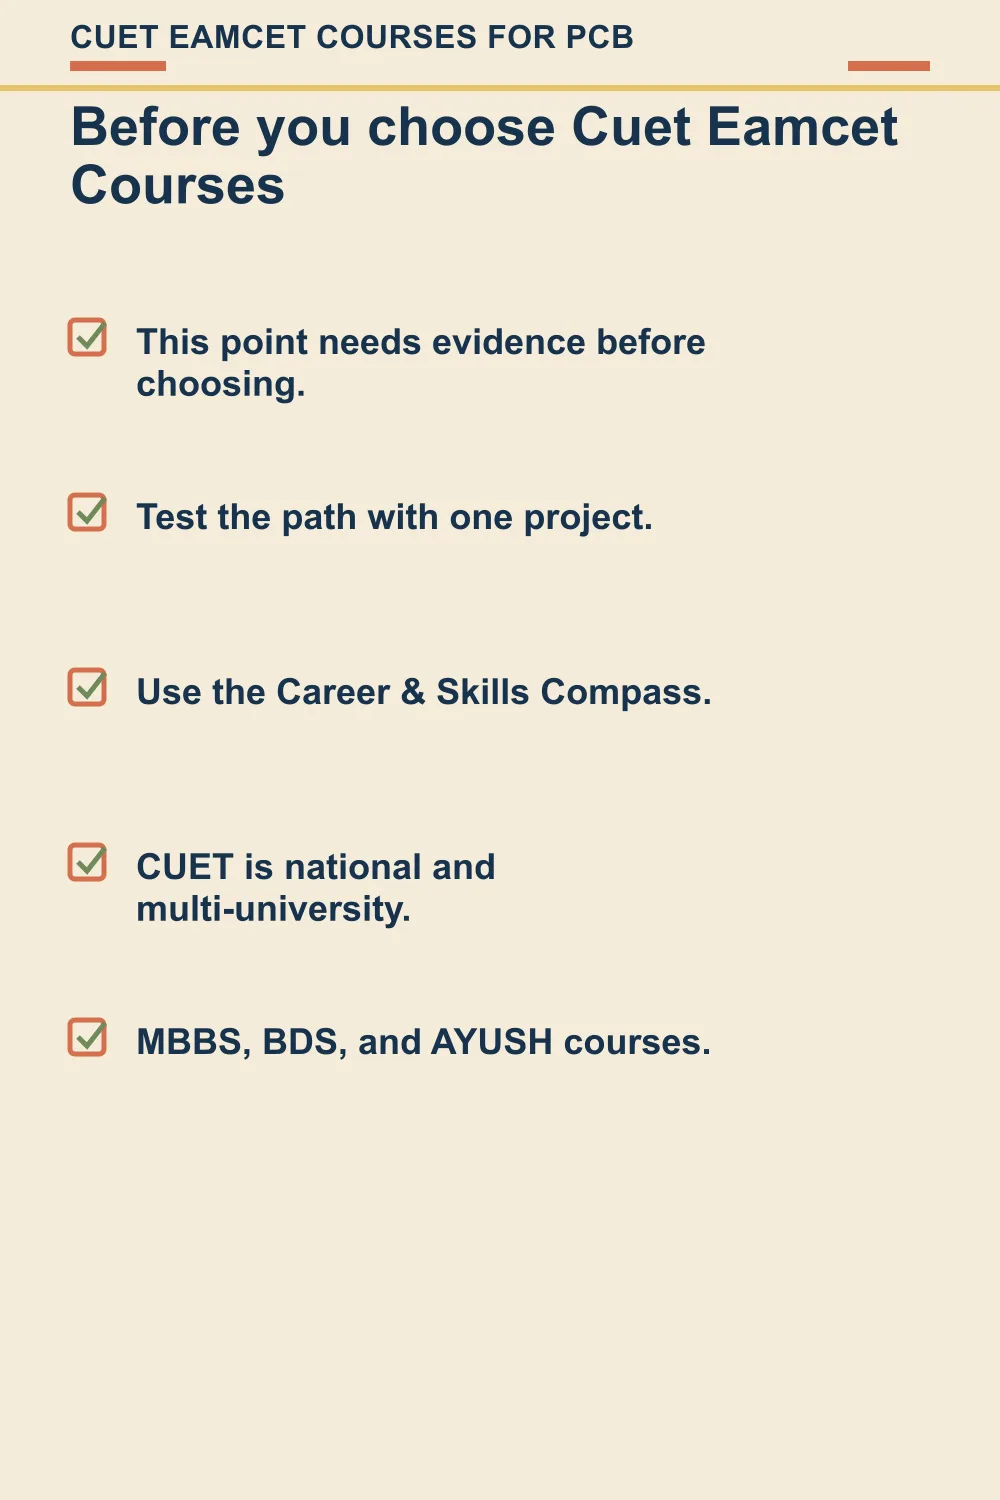 CUET EAMCET COURSES FOR PCB
Before you choose Cuet Eamcet
Courses
This point needs evidence before
choosing.
Test the path with one project.
Use the Career & Skills Compass.
CUET is national and
multi-university.
MBBS, BDS, and AYUSH courses.